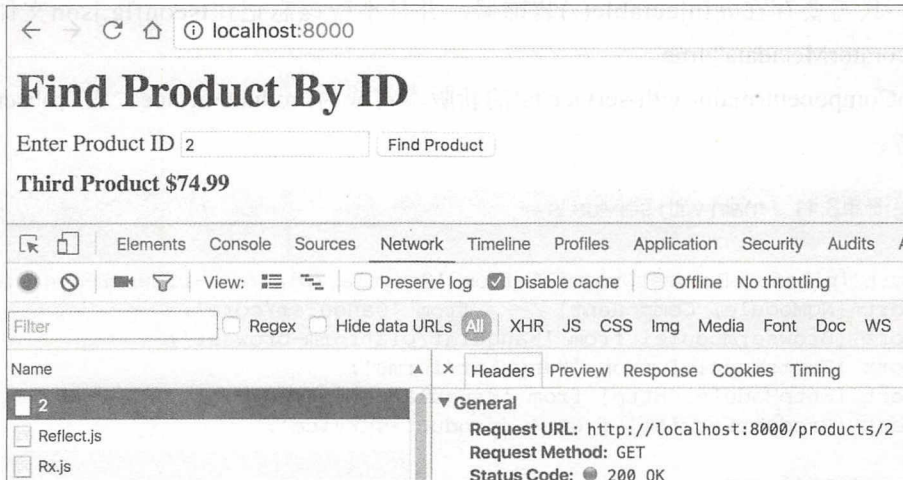 localhost:8000
Find Product By ID
Enter Product ID 2 Find Product
Third Product $74.99
Elements Console Sources Network Timeline Profiles Application Security Audits
View: Preserve log Disable cache Offline No throttling
Filter Regex Hide data URLs All XHR JS CSS Img Media Font Doc WS
Name × Headers Preview Response Cookies Timing
2
General
Request URL: http://localhost:8000/products/2
Reflect.js
Request Method: GET
Rx.js
Status Code: 200 OK